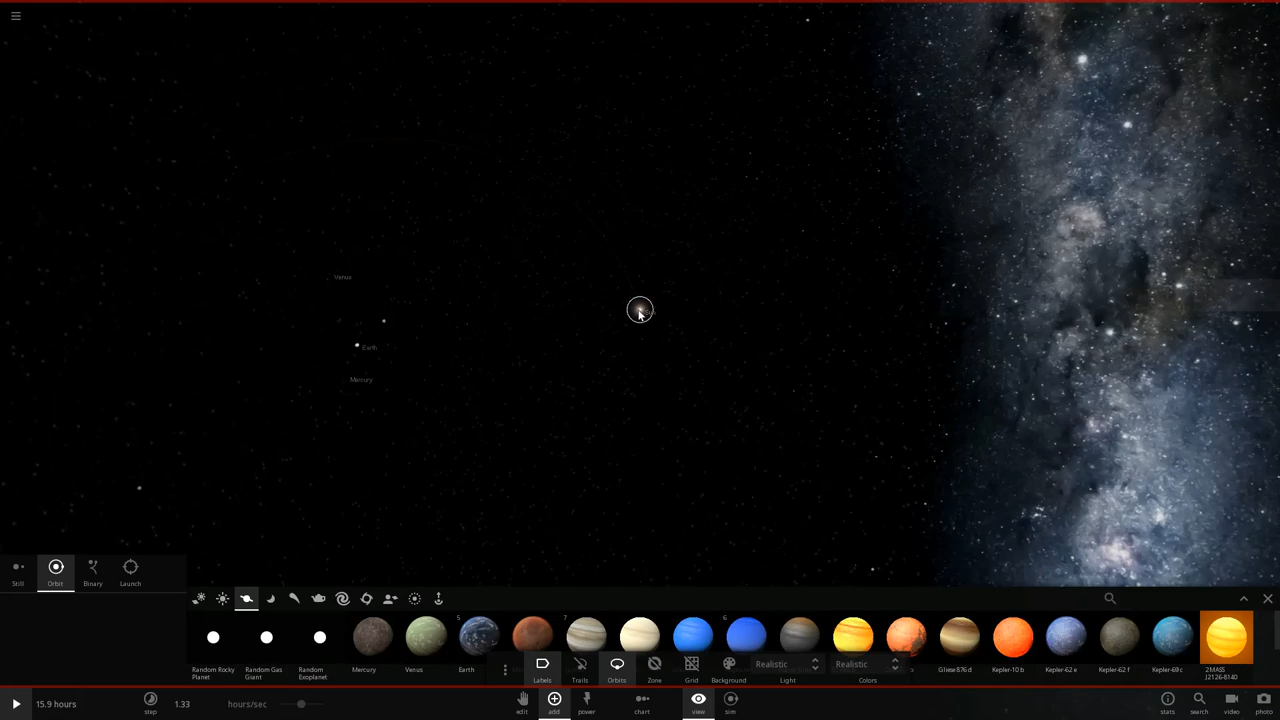 Venus
Earth
Mercury
Still
Orbit
Binary
Launch
5
7
6
Random Rocky
Planet
Random Gas
Giant
Random
Exoplanet
Mercury
Venus
Earth
Gliese 876 d
Kepler-10 b
Kepler-62 e
Kepler-62 f
Kepler-69 c
2MASS
J2126-8140
Labels
Trails
Orbits
Zone
Grid
Background
Realistic
Light
Realistic
Colors
15.9 hours
step
1.33
hours/sec
edit
add
power
chart
view
sim
stats
search
video
photo